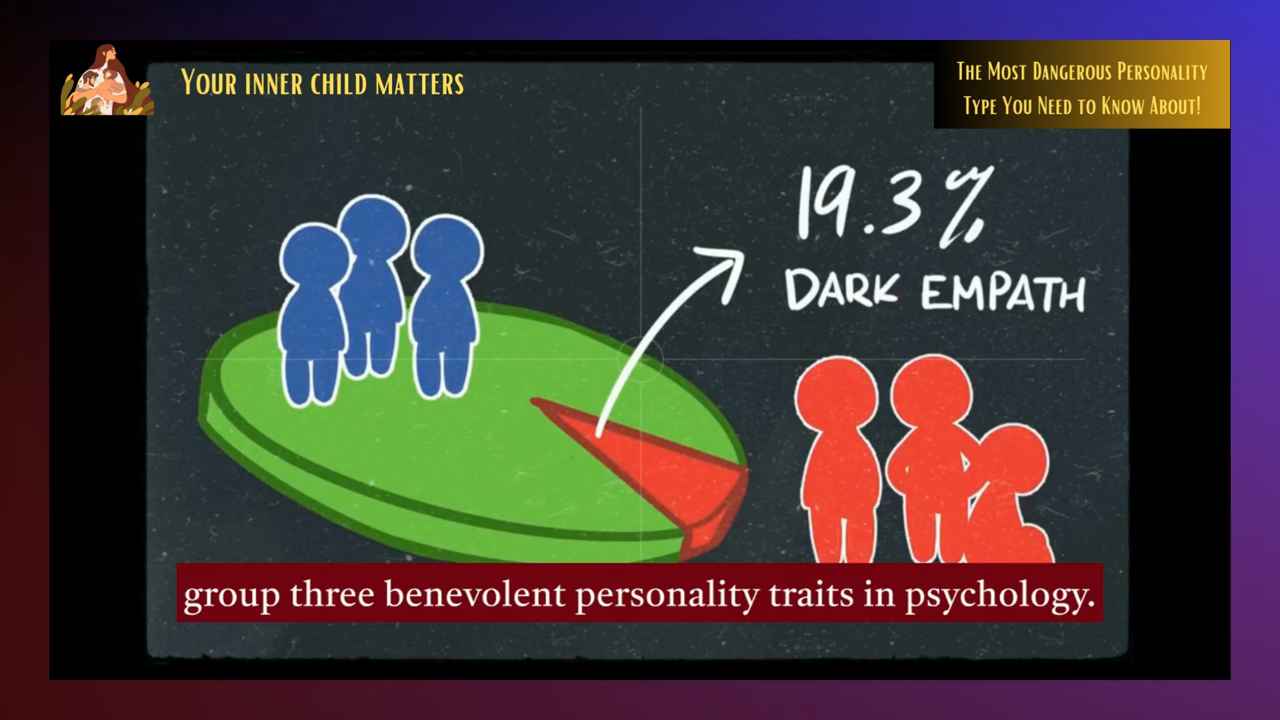 Your inner child matters
The Most Dangerous Personality
Type You Need to Know About!
19.3%
DARK EMPATH
group three benevolent personality traits in psychology.